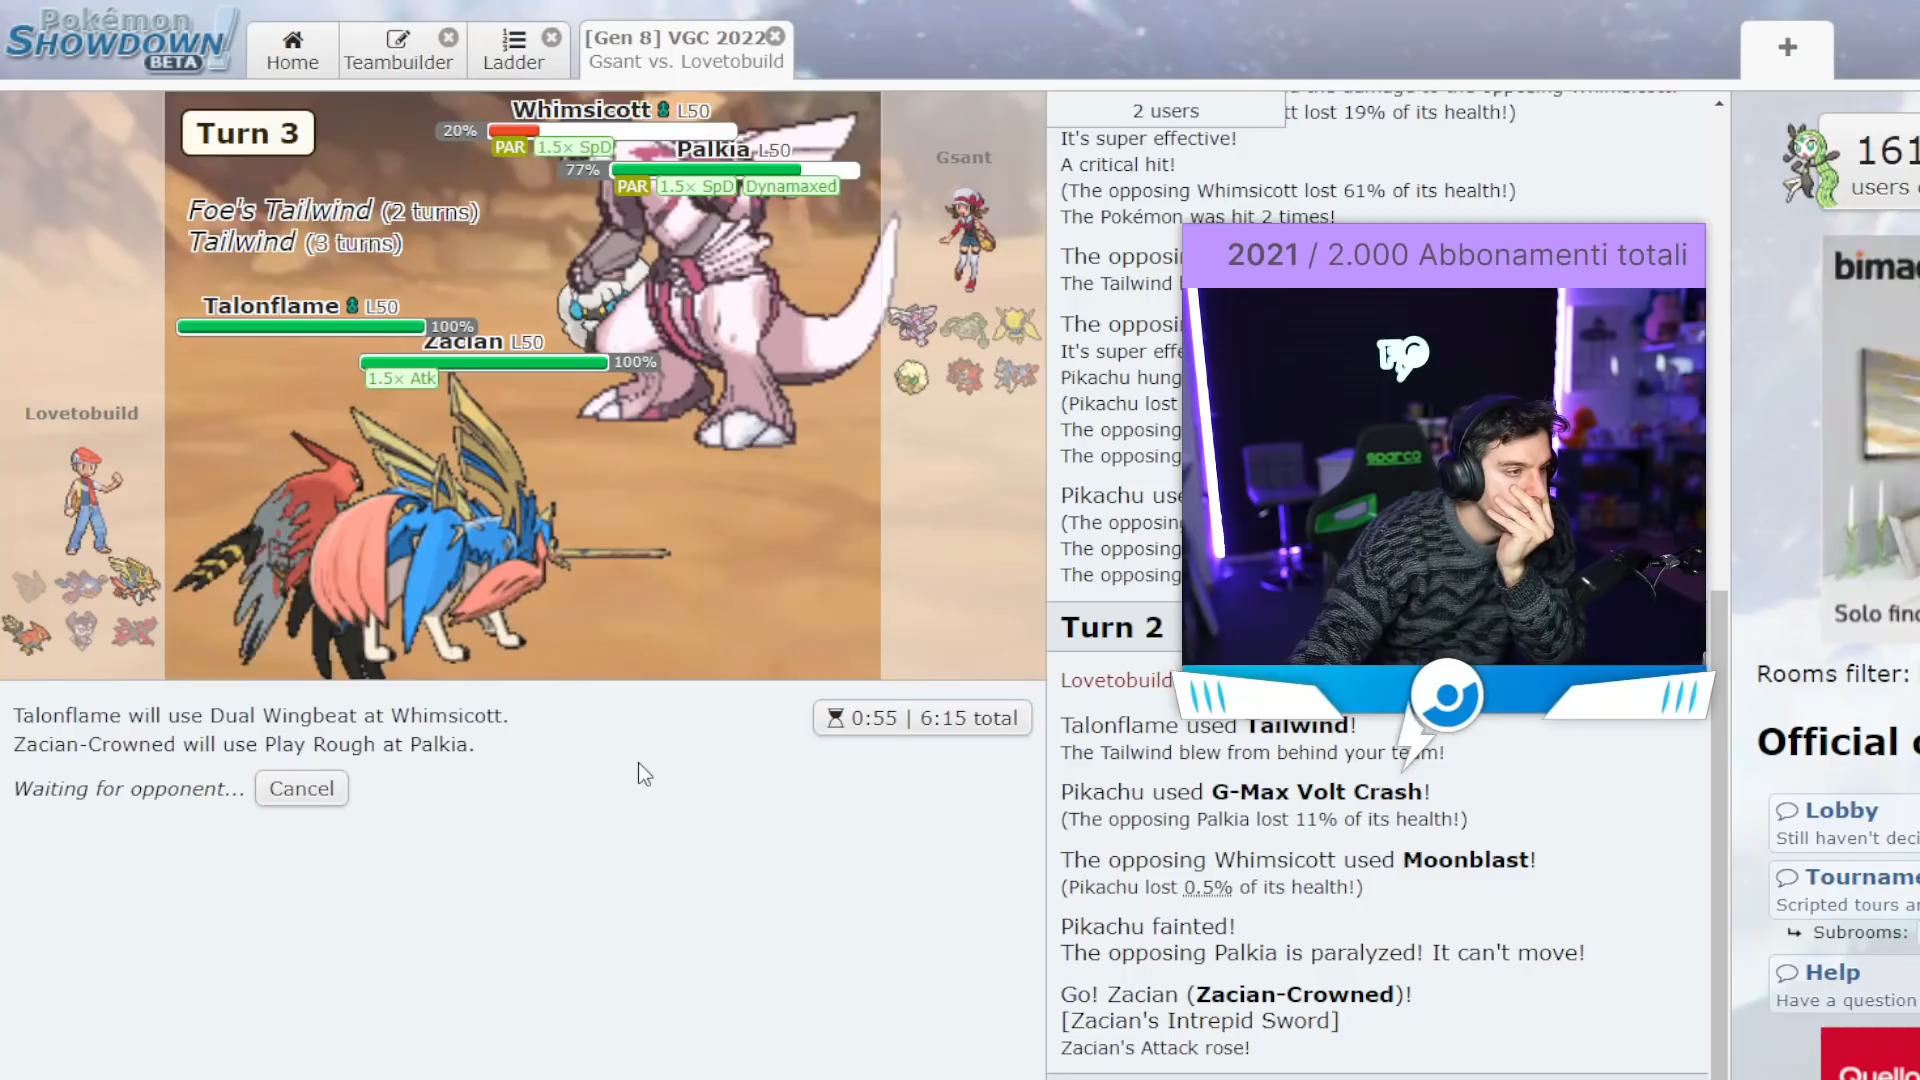 Pokémon
SHOWDOWN!
BETA
Home
Teambuilder
Ladder
[Gen 8] VGC 2022
Gsant vs. Lovetobuild
+
Turn 3
Whimsicott L50
20%
PAR 1.5× SpD
Palkia L50
77%
PAR 1.5× SpD Dynamaxed
Foe's Tailwind (2 turns)
Tailwind (3 turns)
Talonflame L50
100%
Zacian L50
100%
1.5× Atk
Gsant
Lovetobuild
Talonflame will use Dual Wingbeat at Whimsicott.
Zacian-Crowned will use Play Rough at Palkia.
Waiting for opponent... Cancel
0:55 | 6:15 total
2 users
tt lost 19% of its health!)
It's super effective!
A critical hit!
(The opposing Whimsicott lost 61% of its health!)
The Pokémon was hit 2 times!
The opposi
The Tailwind
The opposi
It's super effe
Pikachu hung
(Pikachu lost
The opposing
The opposing
Pikachu use
(The opposin
The opposing
The opposing
Turn 2
Lovetobuild
Talonflame used Tailwind!
The Tailwind blew from behind your team!
Pikachu used G-Max Volt Crash!
(The opposing Palkia lost 11% of its health!)
The opposing Whimsicott used Moonblast!
(Pikachu lost 0.5% of its health!)
Pikachu fainted!
The opposing Palkia is paralyzed! It can't move!
Go! Zacian (Zacian-Crowned)!
[Zacian's Intrepid Sword]
Zacian's Attack rose!
2021 / 2.000 Abbonamenti totali
sparco
161
users o
bima
Solo fin
Rooms filter:
Official c
Lobby
Still haven't deci
Tourname
Scripted tours a
↳ Subrooms:
Help
Have a question
Quello